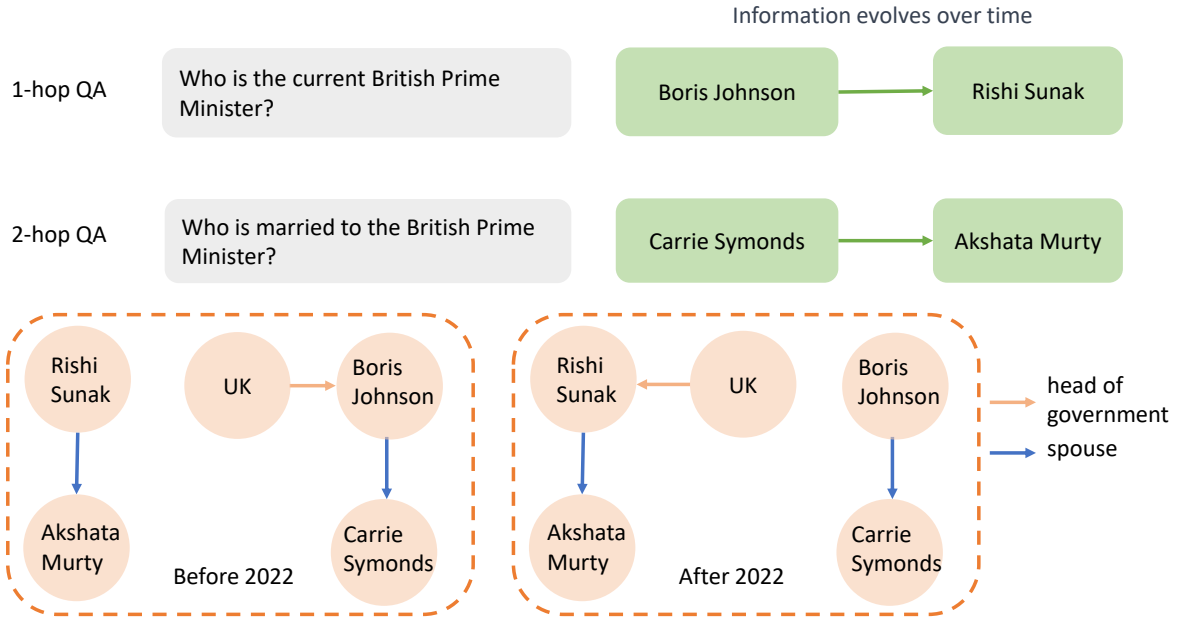 Information evolves over time
1-hop QA
Who is the current British Prime
Minister?
Boris Johnson
Rishi Sunak
2-hop QA
Who is married to the British Prime
Minister?
Carrie Symonds
Akshata Murty
Rishi
Sunak
UK
Boris
Johnson
Akshata
Murty
Carrie
Symonds
Before 2022
Rishi
Sunak
UK
Boris
Johnson
Akshata
Murty
Carrie
Symonds
After 2022
head of
government
spouse